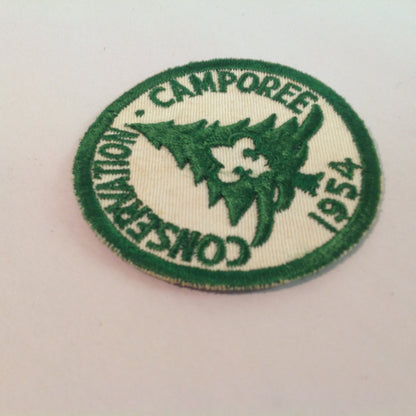 CONSERVATION · CAMPOREE
1954